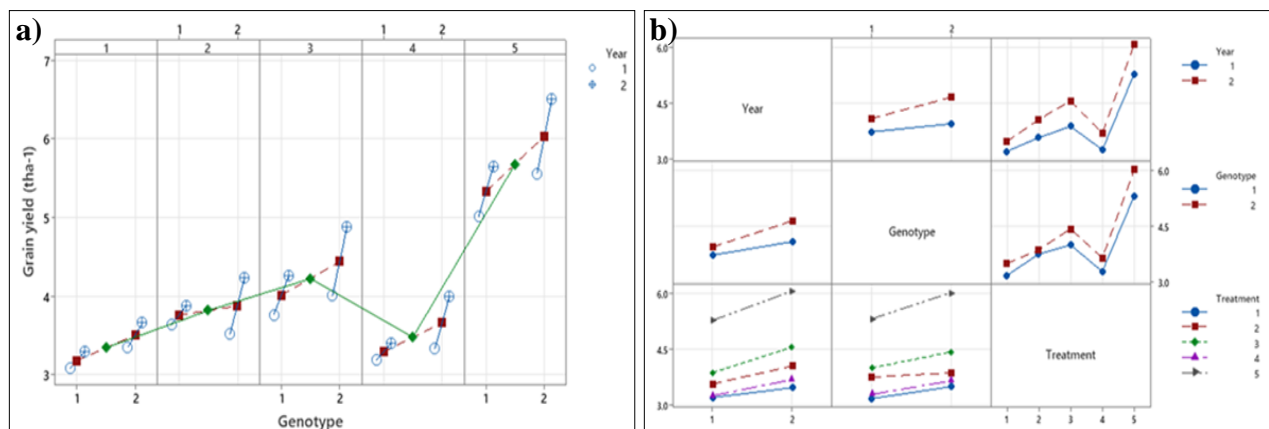 a)
1 2 1 2
1 2 3 4 5
Year
1
2
7
6
5
4
3
Grain yield (tha-1)
1 2 1 2 1 2
Genotype
b)
1 2
6.0
4.5
3.0
Year
Year
1
2
Genotype
6.0
4.5
3.0
Genotype
1
2
6.0
4.5
3.0
Treatment
Treatment
1
2
3
4
5
1 2 1 2 1 2 3 4 5